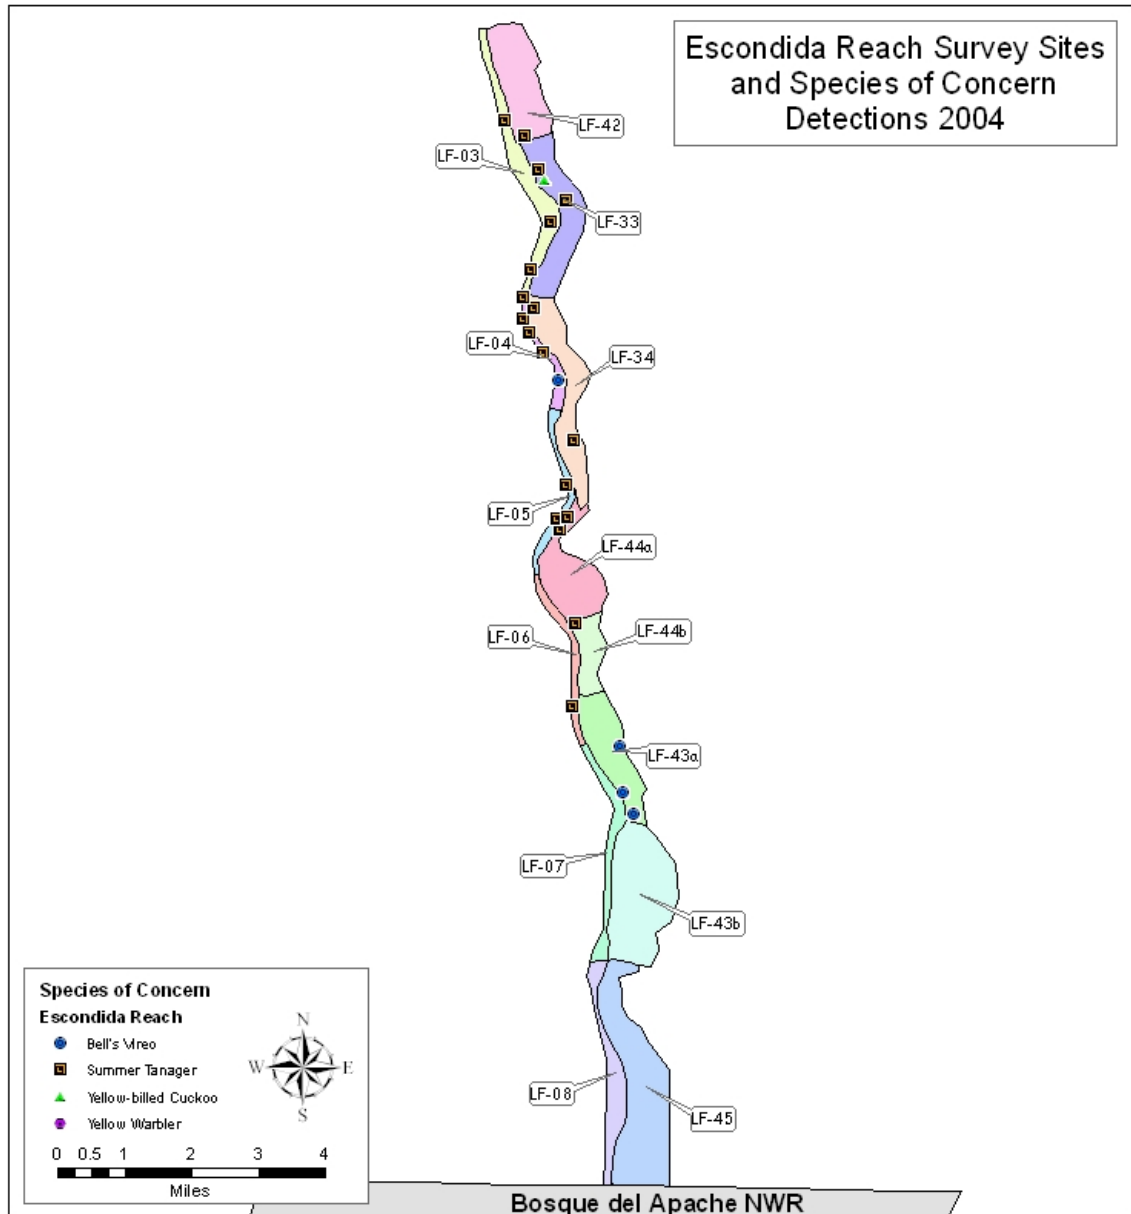 Escondida Reach Survey Sites
and Species of Concern
Detections 2004
LF-42
LF-03
LF-33
LF-04
LF-34
LF-05
LF-44a
LF-44b
LF-06
LF-43a
LF-07
LF-43b
LF-08
LF-45
Species of Concern
Escondida Reach
Bell's Vireo
Summer Tanager
Yellow-billed Cuckoo
Yellow Warbler
N
W E
S
0 0.5 1 2 3 4
Miles
Bosque del Apache NWR